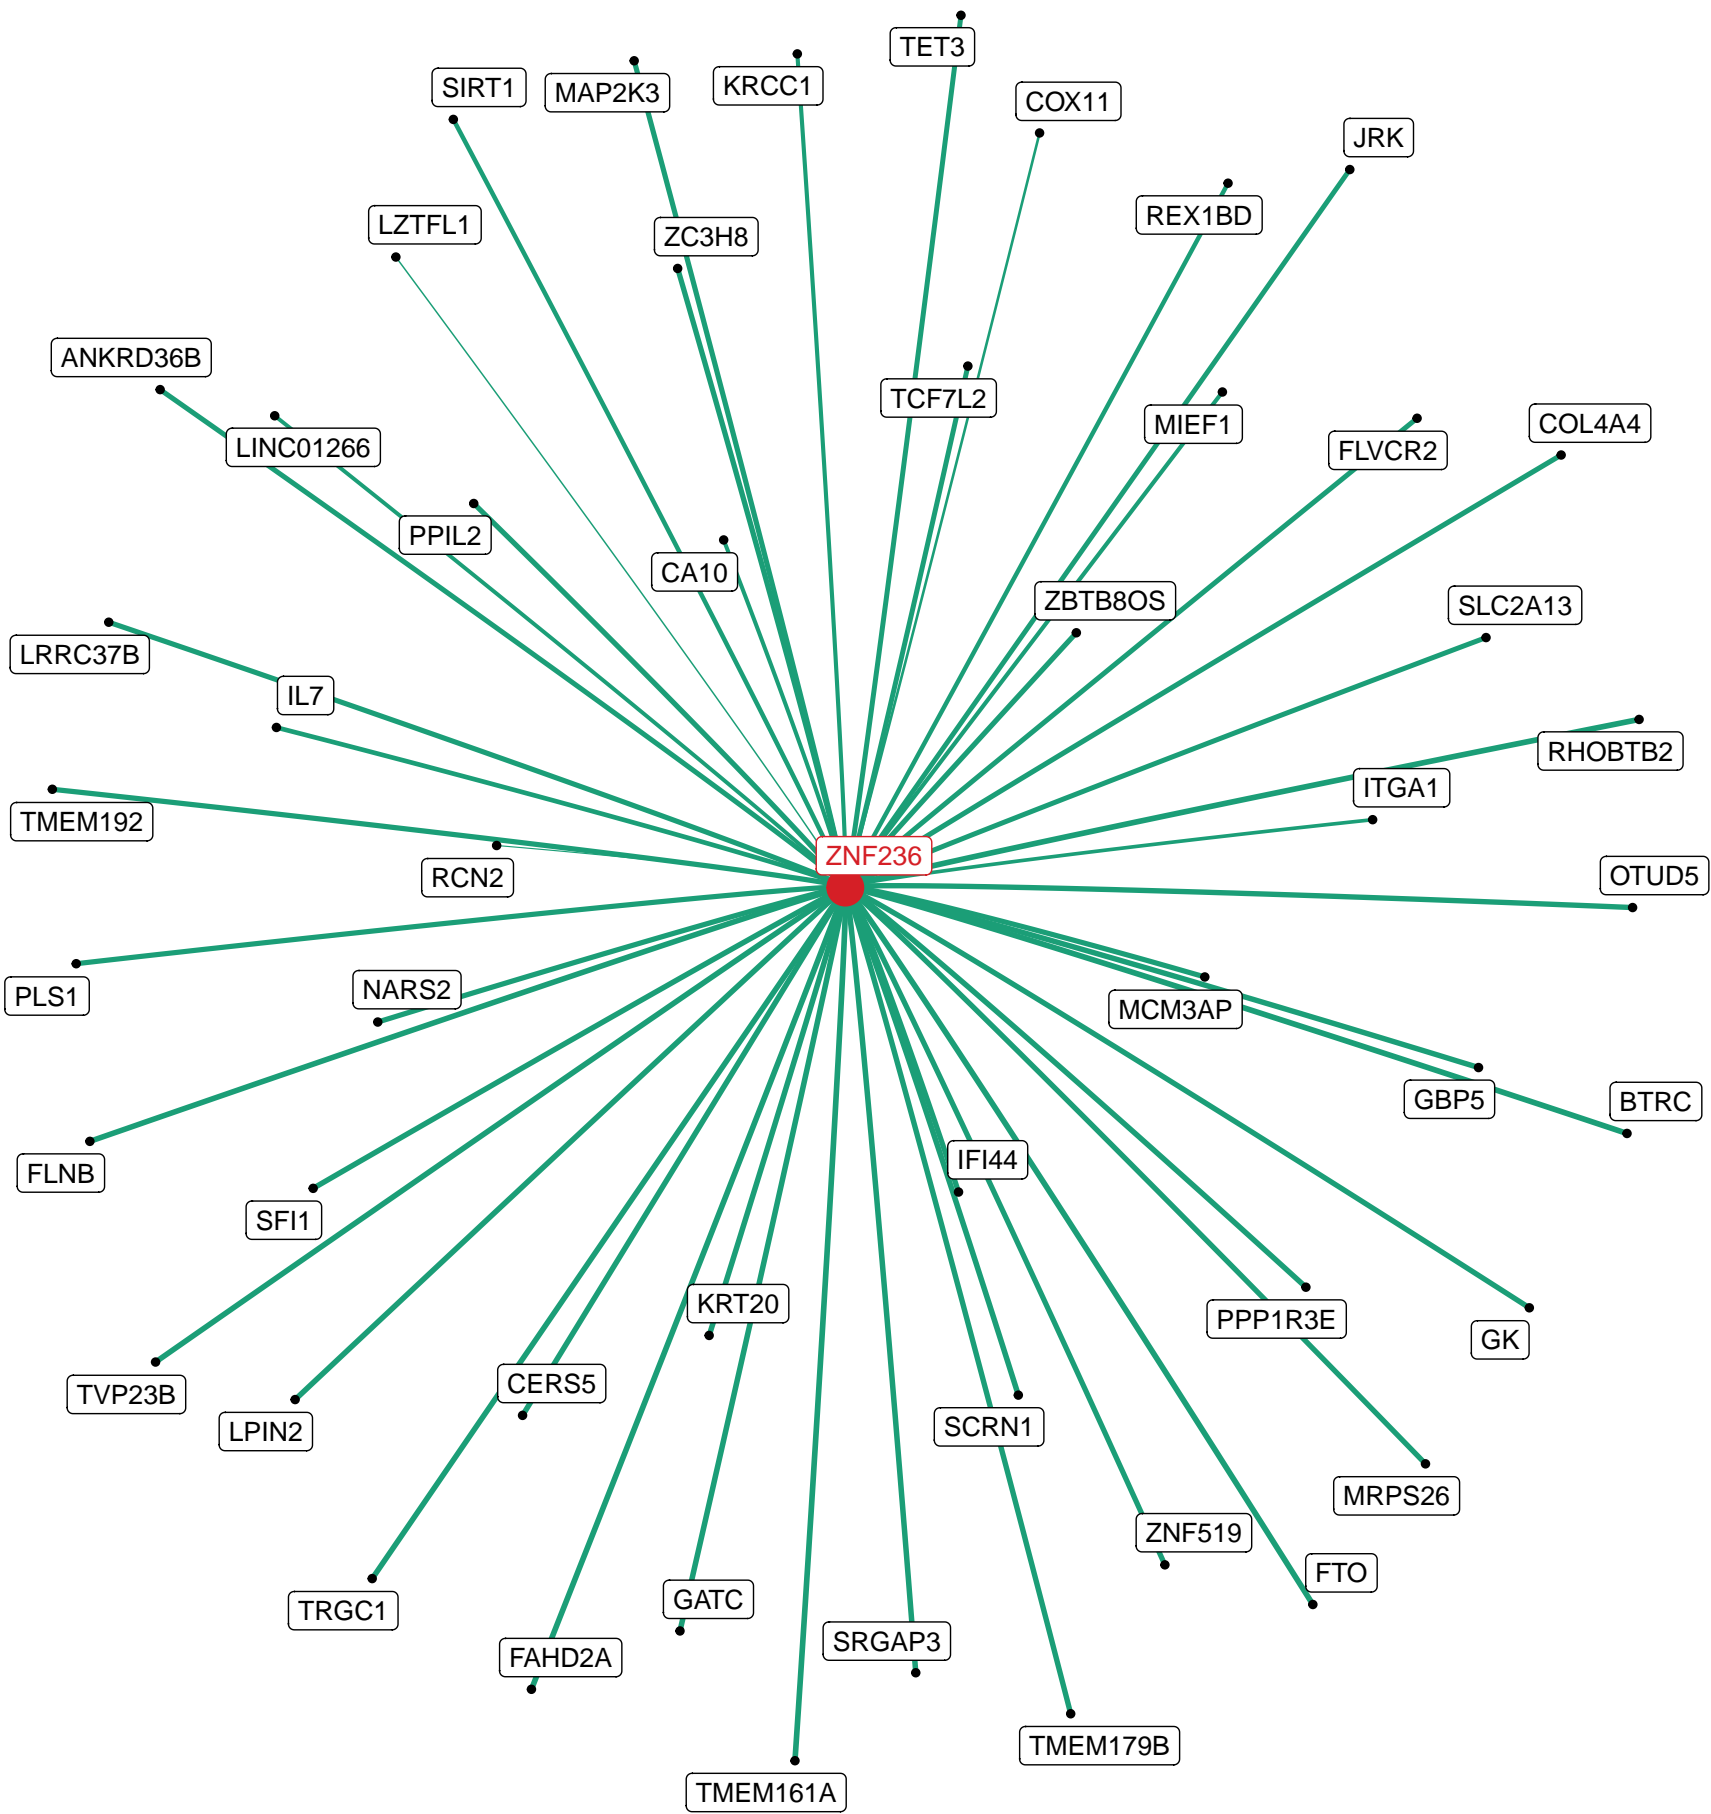 TET3
SIRT1
MAP2K3
KRCC1
COX11
JRK
REX1BD
LZTFL1
ZC3H8
ANKRD36B
TCF7L2
MIEF1
COL4A4
LINC01266
FLVCR2
PPIL2
CA10
ZBTB8OS
SLC2A13
LRRC37B
IL7
RHOBTB2
ITGA1
TMEM192
ZNF236
RCN2
OTUD5
PLS1
NARS2
MCM3AP
GBP5
BTRC
IFI44
FLNB
SFI1
KRT20
PPP1R3E
GK
CERS5
TVP23B
LPIN2
SCRN1
MRPS26
ZNF519
FTO
GATC
TRGC1
SRGAP3
FAHD2A
TMEM179B
TMEM161A